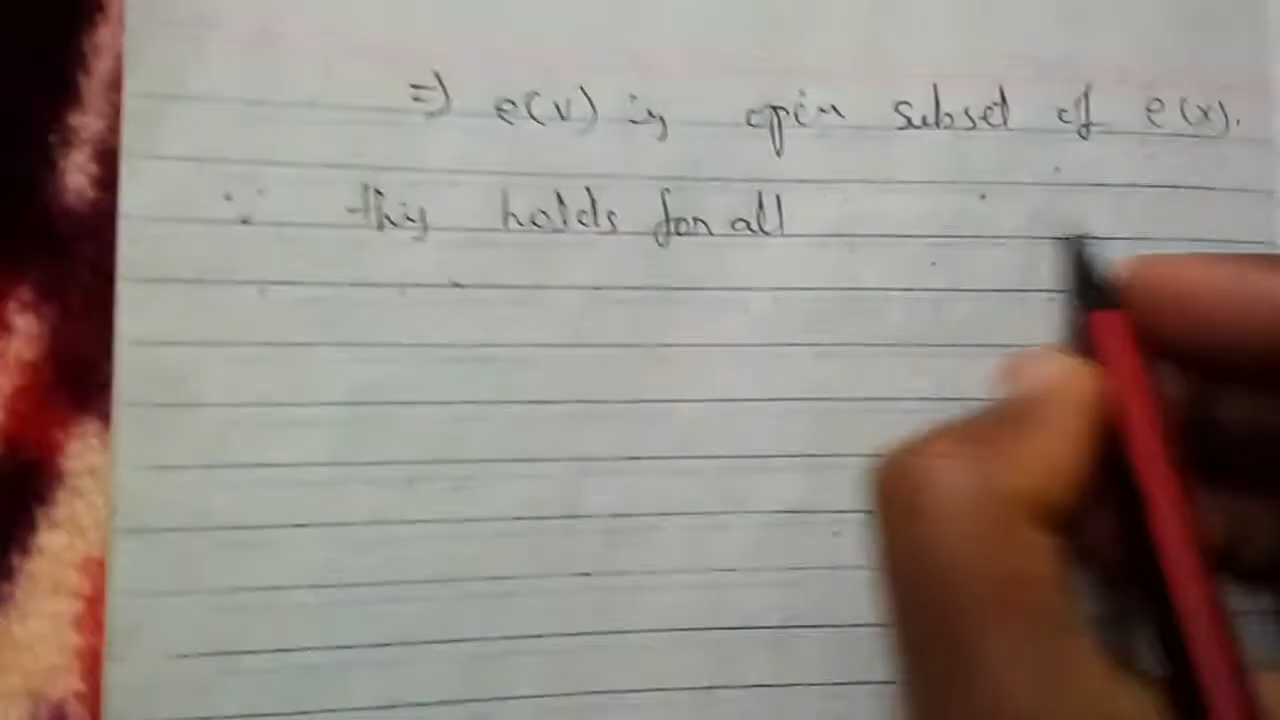 ⇒ e(V) is open subset of e(x).
∵ this holds for all